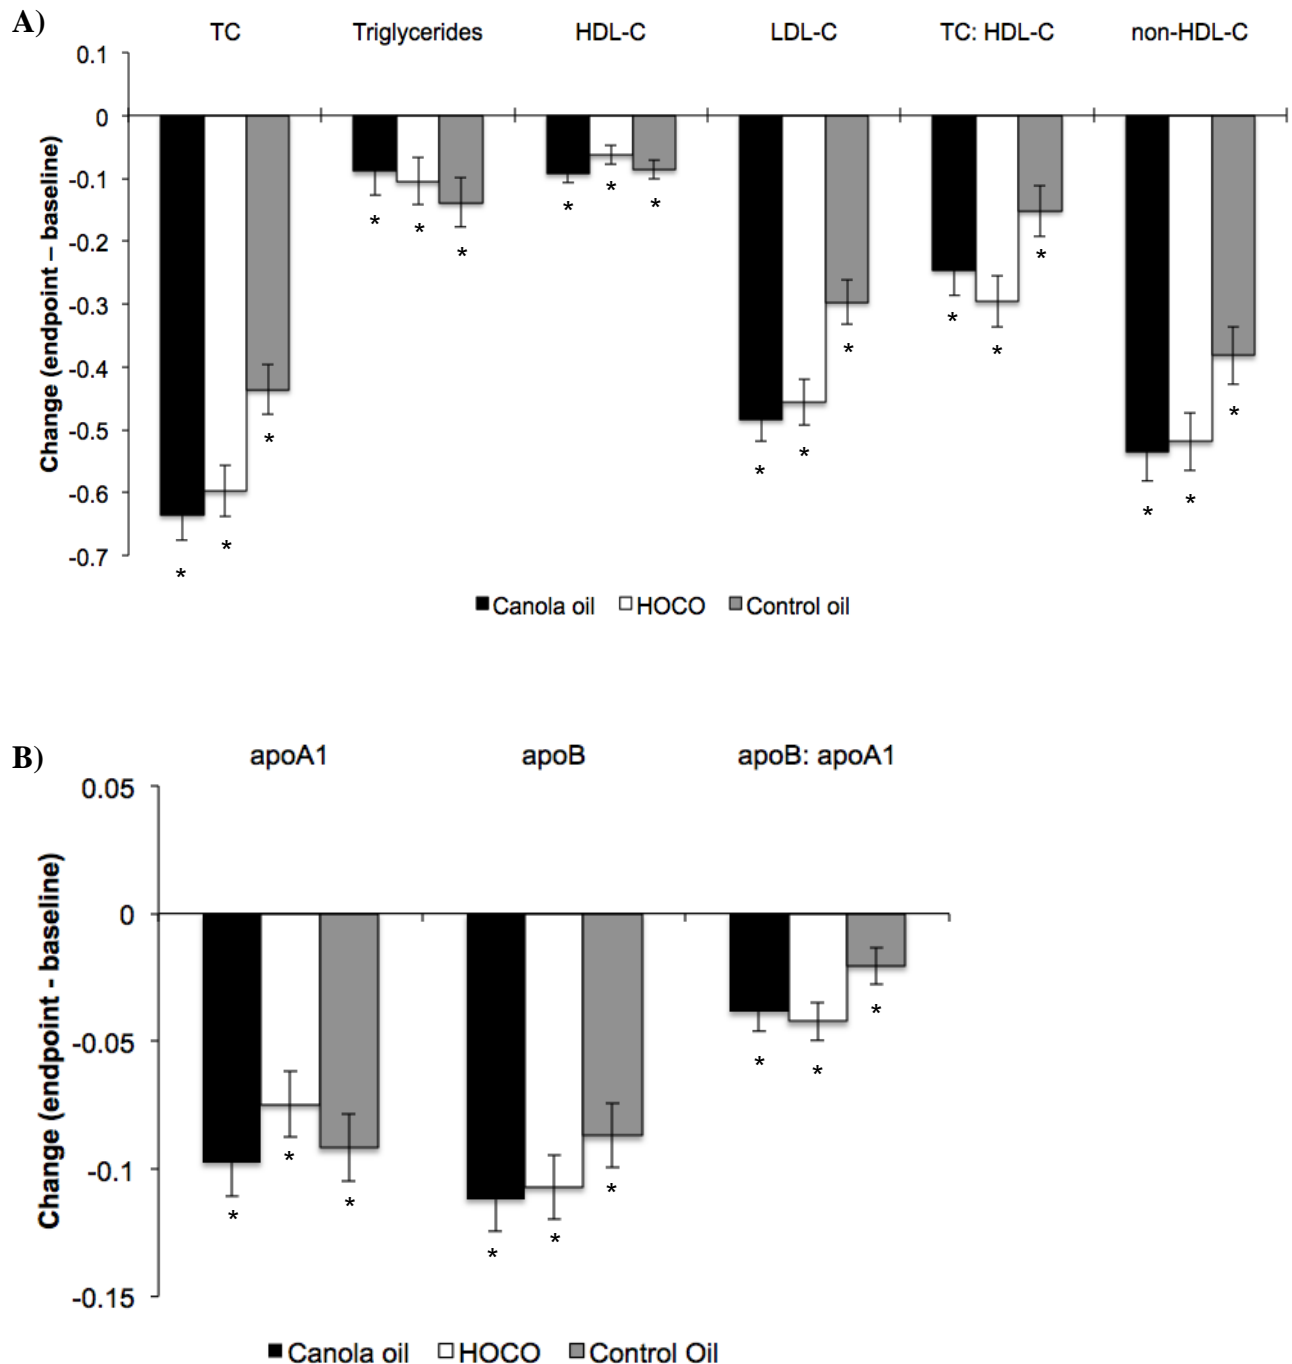 A)
TC Triglycerides HDL-C LDL-C TC: HDL-C non-HDL-C
Change (endpoint – baseline)
0.1
0
-0.1
-0.2
-0.3
-0.4
-0.5
-0.6
-0.7
* * * * * * * * * * * * * * * * * *
Canola oil HOCO Control oil
B)
apoA1 apoB apoB: apoA1
Change (endpoint - baseline)
0.05
0
-0.05
-0.1
-0.15
* * * * * * * * *
Canola oil HOCO Control Oil